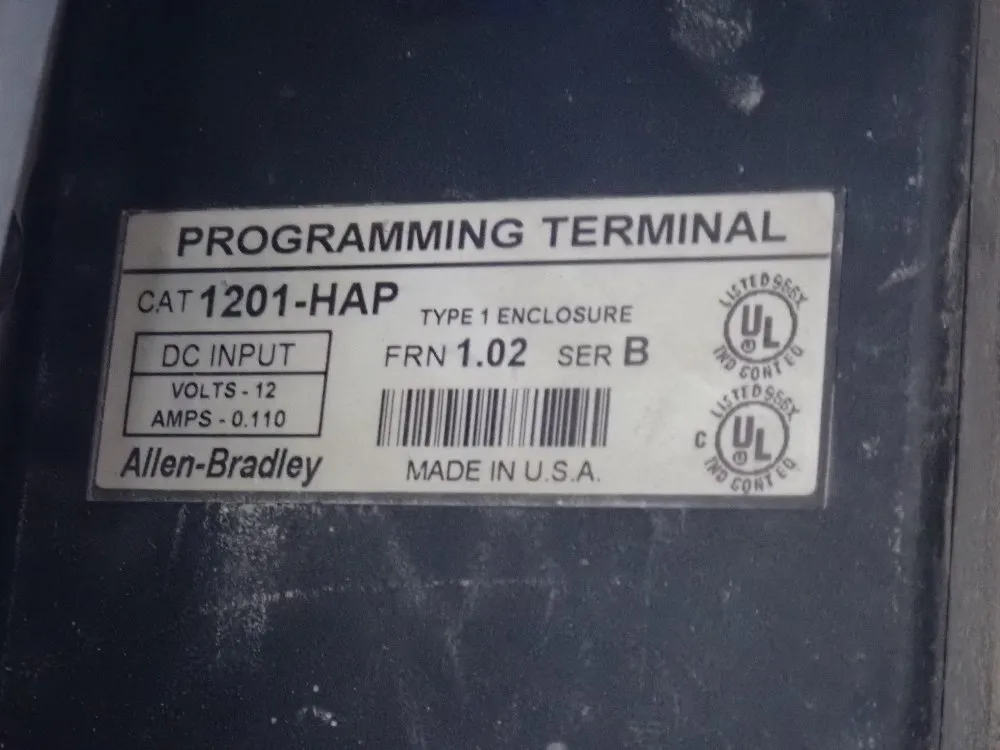 PROGRAMMING TERMINAL
CAT 1201-HAP TYPE 1 ENCLOSURE
DC INPUT
VOLTS - 12
AMPS - 0.110
FRN 1.02 SER B
Allen-Bradley
MADE IN U.S.A.
LISTED 966X
UL
IND CONT EQ
LISTED 966X
C UL
IND CONT EQ